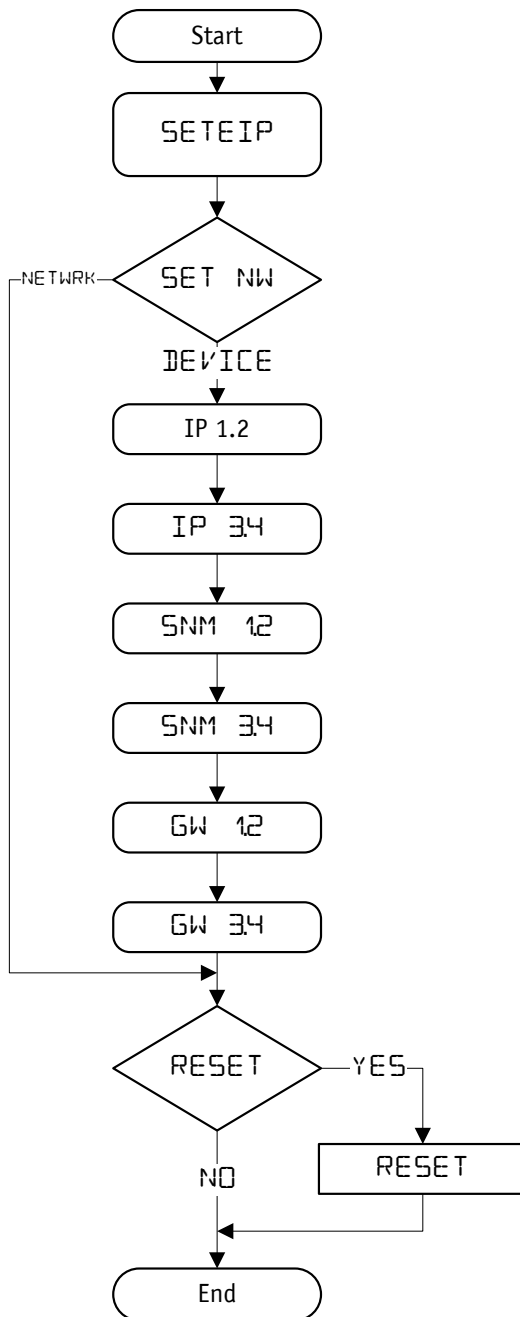 Start
SETEIP
SET NW
NETWRK
DEVICE
IP 1.2
IP 3.4
SNM 1.2
SNM 3.4
GW 1.2
GW 3.4
RESET
YES
RESET
NO
End